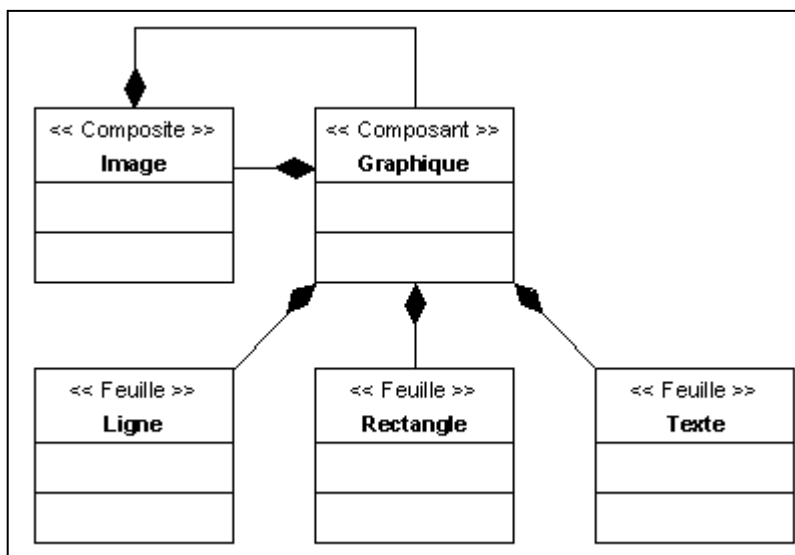 << Composite >>
Image
<< Composant >>
Graphique
<< Feuille >>
Ligne
<< Feuille >>
Rectangle
<< Feuille >>
Texte